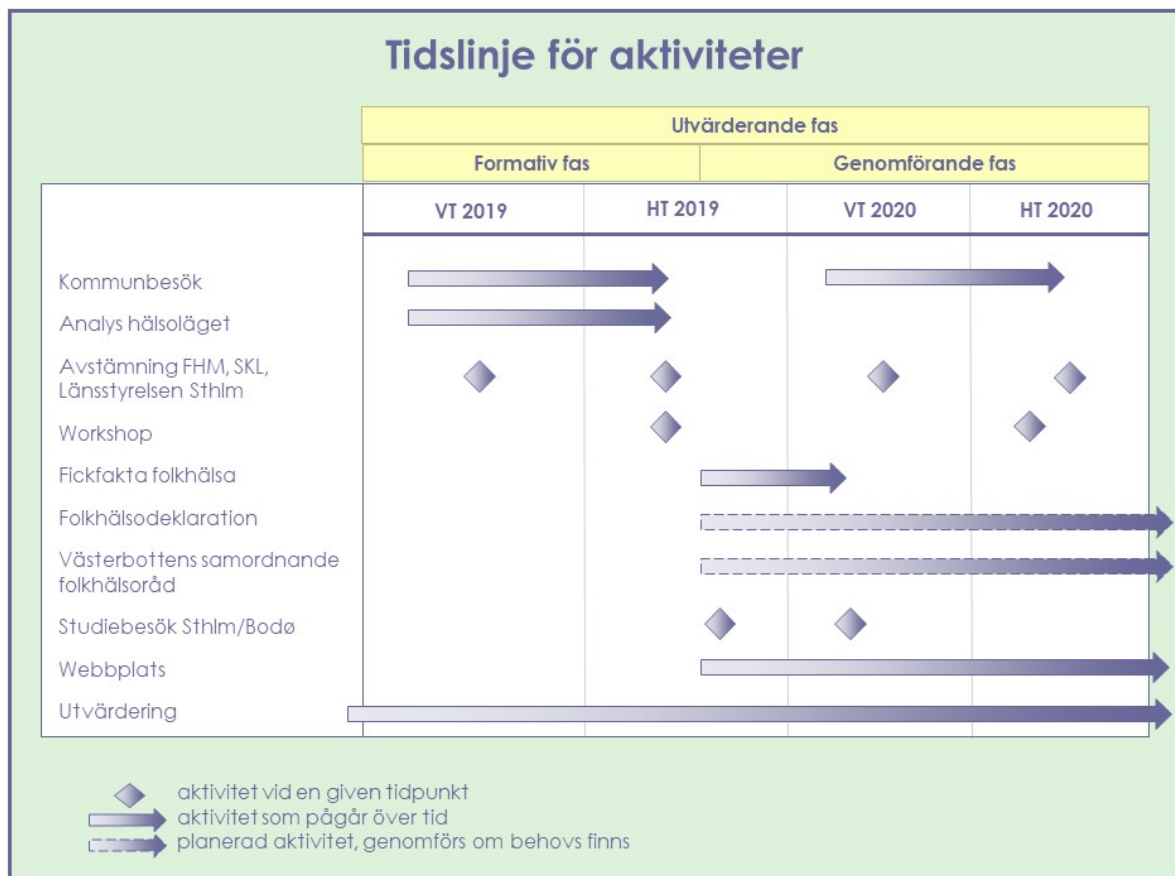 Tidslinje för aktiviteter
Utvärderande fas
Formativ fas
Genomförande fas
VT 2019
HT 2019
VT 2020
HT 2020
Kommunbesök
Analys hälsoläget
Avstämning FHM, SKL,
Länsstyrelsen Sthlm
Workshop
Fickfakta folkhälsa
Folkhälsodeklaration
Västerbottens samordnande
folkhälsoråd
Studiebesök Sthlm/Bodø
Webbplats
Utvärdering
aktivitet vid en given tidpunkt
aktivitet som pågår över tid
planerad aktivitet, genomförs om behovs finns